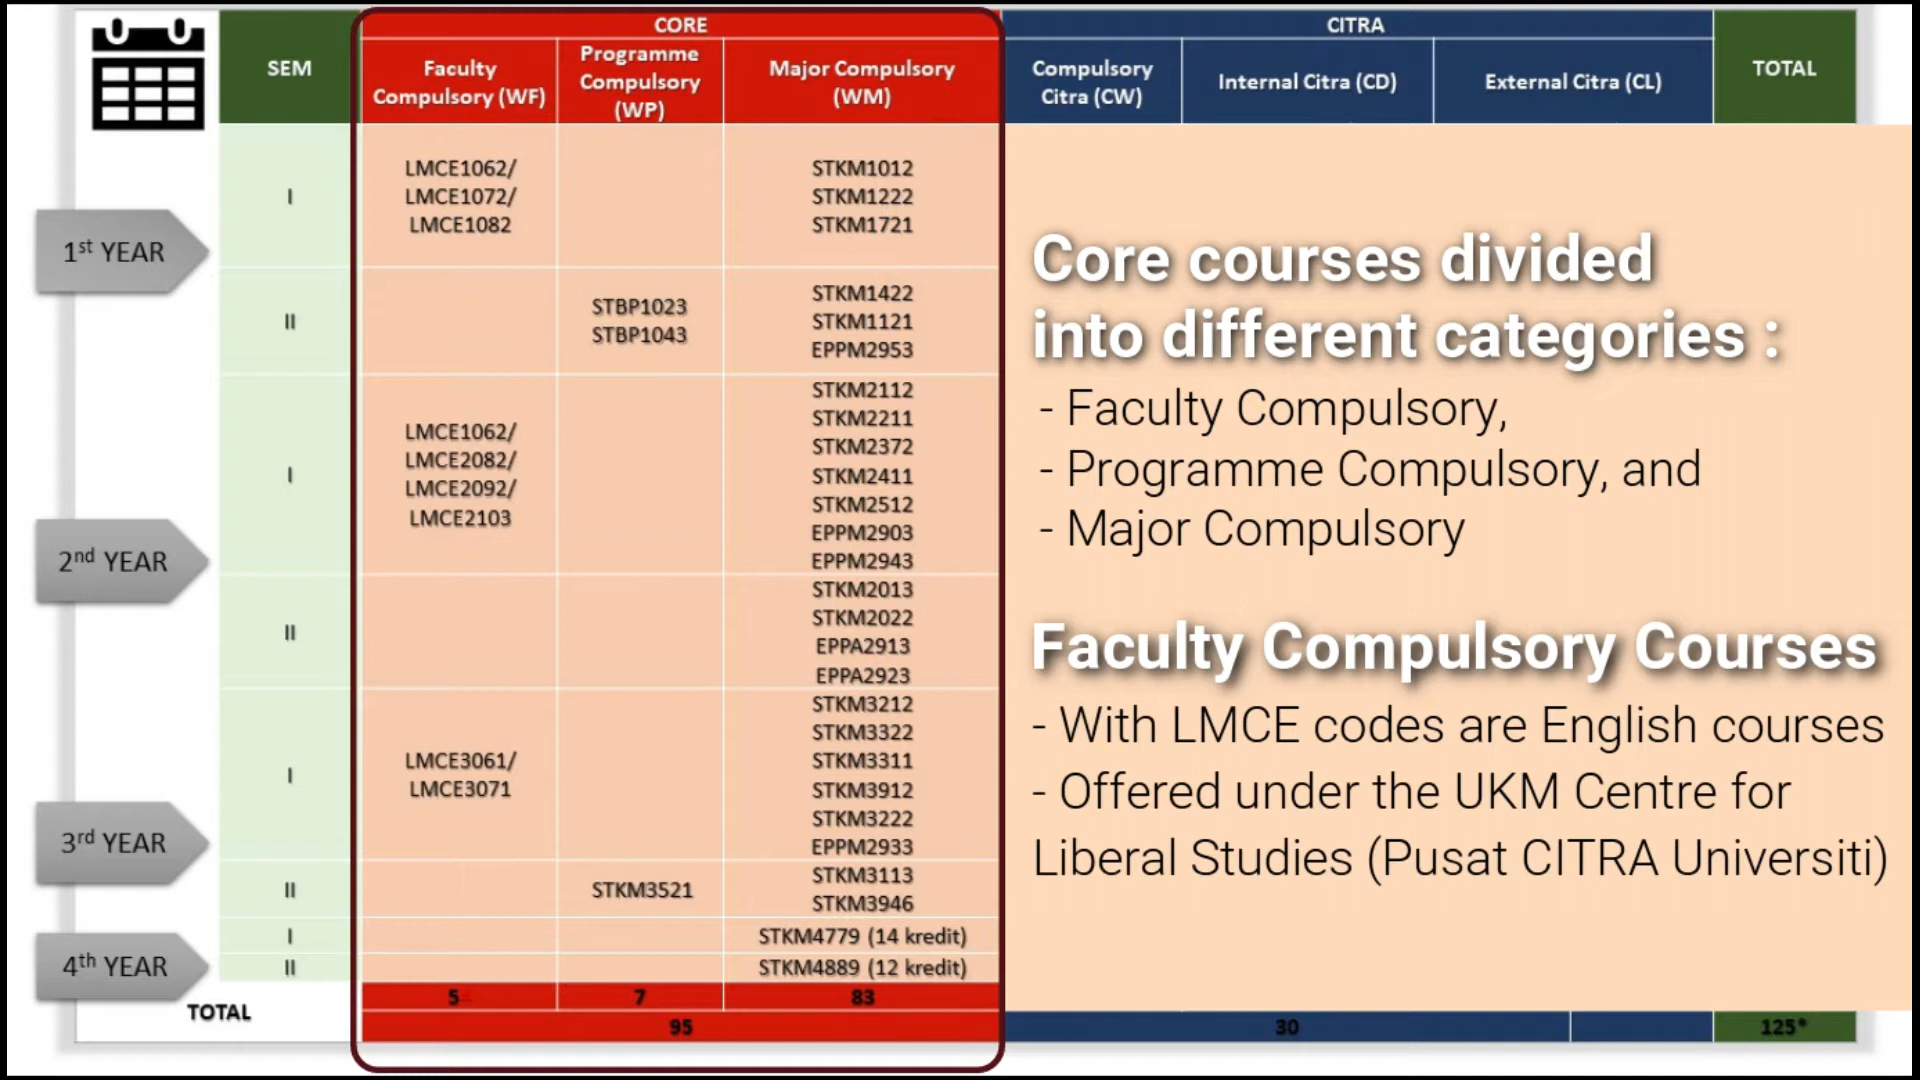 CORE
CITRA
SEM
Faculty
Compulsory (WF)
Programme
Compulsory
(WP)
Major Compulsory
(WM)
Compulsory
Citra (CW)
Internal Citra (CD)
External Citra (CL)
TOTAL
1st YEAR
I
LMCE1062/
LMCE1072/
LMCE1082
STKM1012
STKM1222
STKM1721
II
STBP1023
STBP1043
STKM1422
STKM1121
EPPM2953
2nd YEAR
I
LMCE1062/
LMCE2082/
LMCE2092/
LMCE2103
STKM2112
STKM2211
STKM2372
STKM2411
STKM2512
EPPM2903
EPPM2943
II
STKM2013
STKM2022
EPPA2913
EPPA2923
3rd YEAR
I
LMCE3061/
LMCE3071
STKM3212
STKM3322
STKM3311
STKM3912
STKM3222
EPPM2933
II
STKM3521
STKM3113
STKM3946
4th YEAR
I
STKM4779 (14 kredit)
II
STKM4889 (12 kredit)
TOTAL
5
7
83
95
30
125*
Core courses divided
into different categories :
- Faculty Compulsory,
- Programme Compulsory, and
- Major Compulsory
Faculty Compulsory Courses
- With LMCE codes are English courses
- Offered under the UKM Centre for
Liberal Studies (Pusat CITRA Universiti)